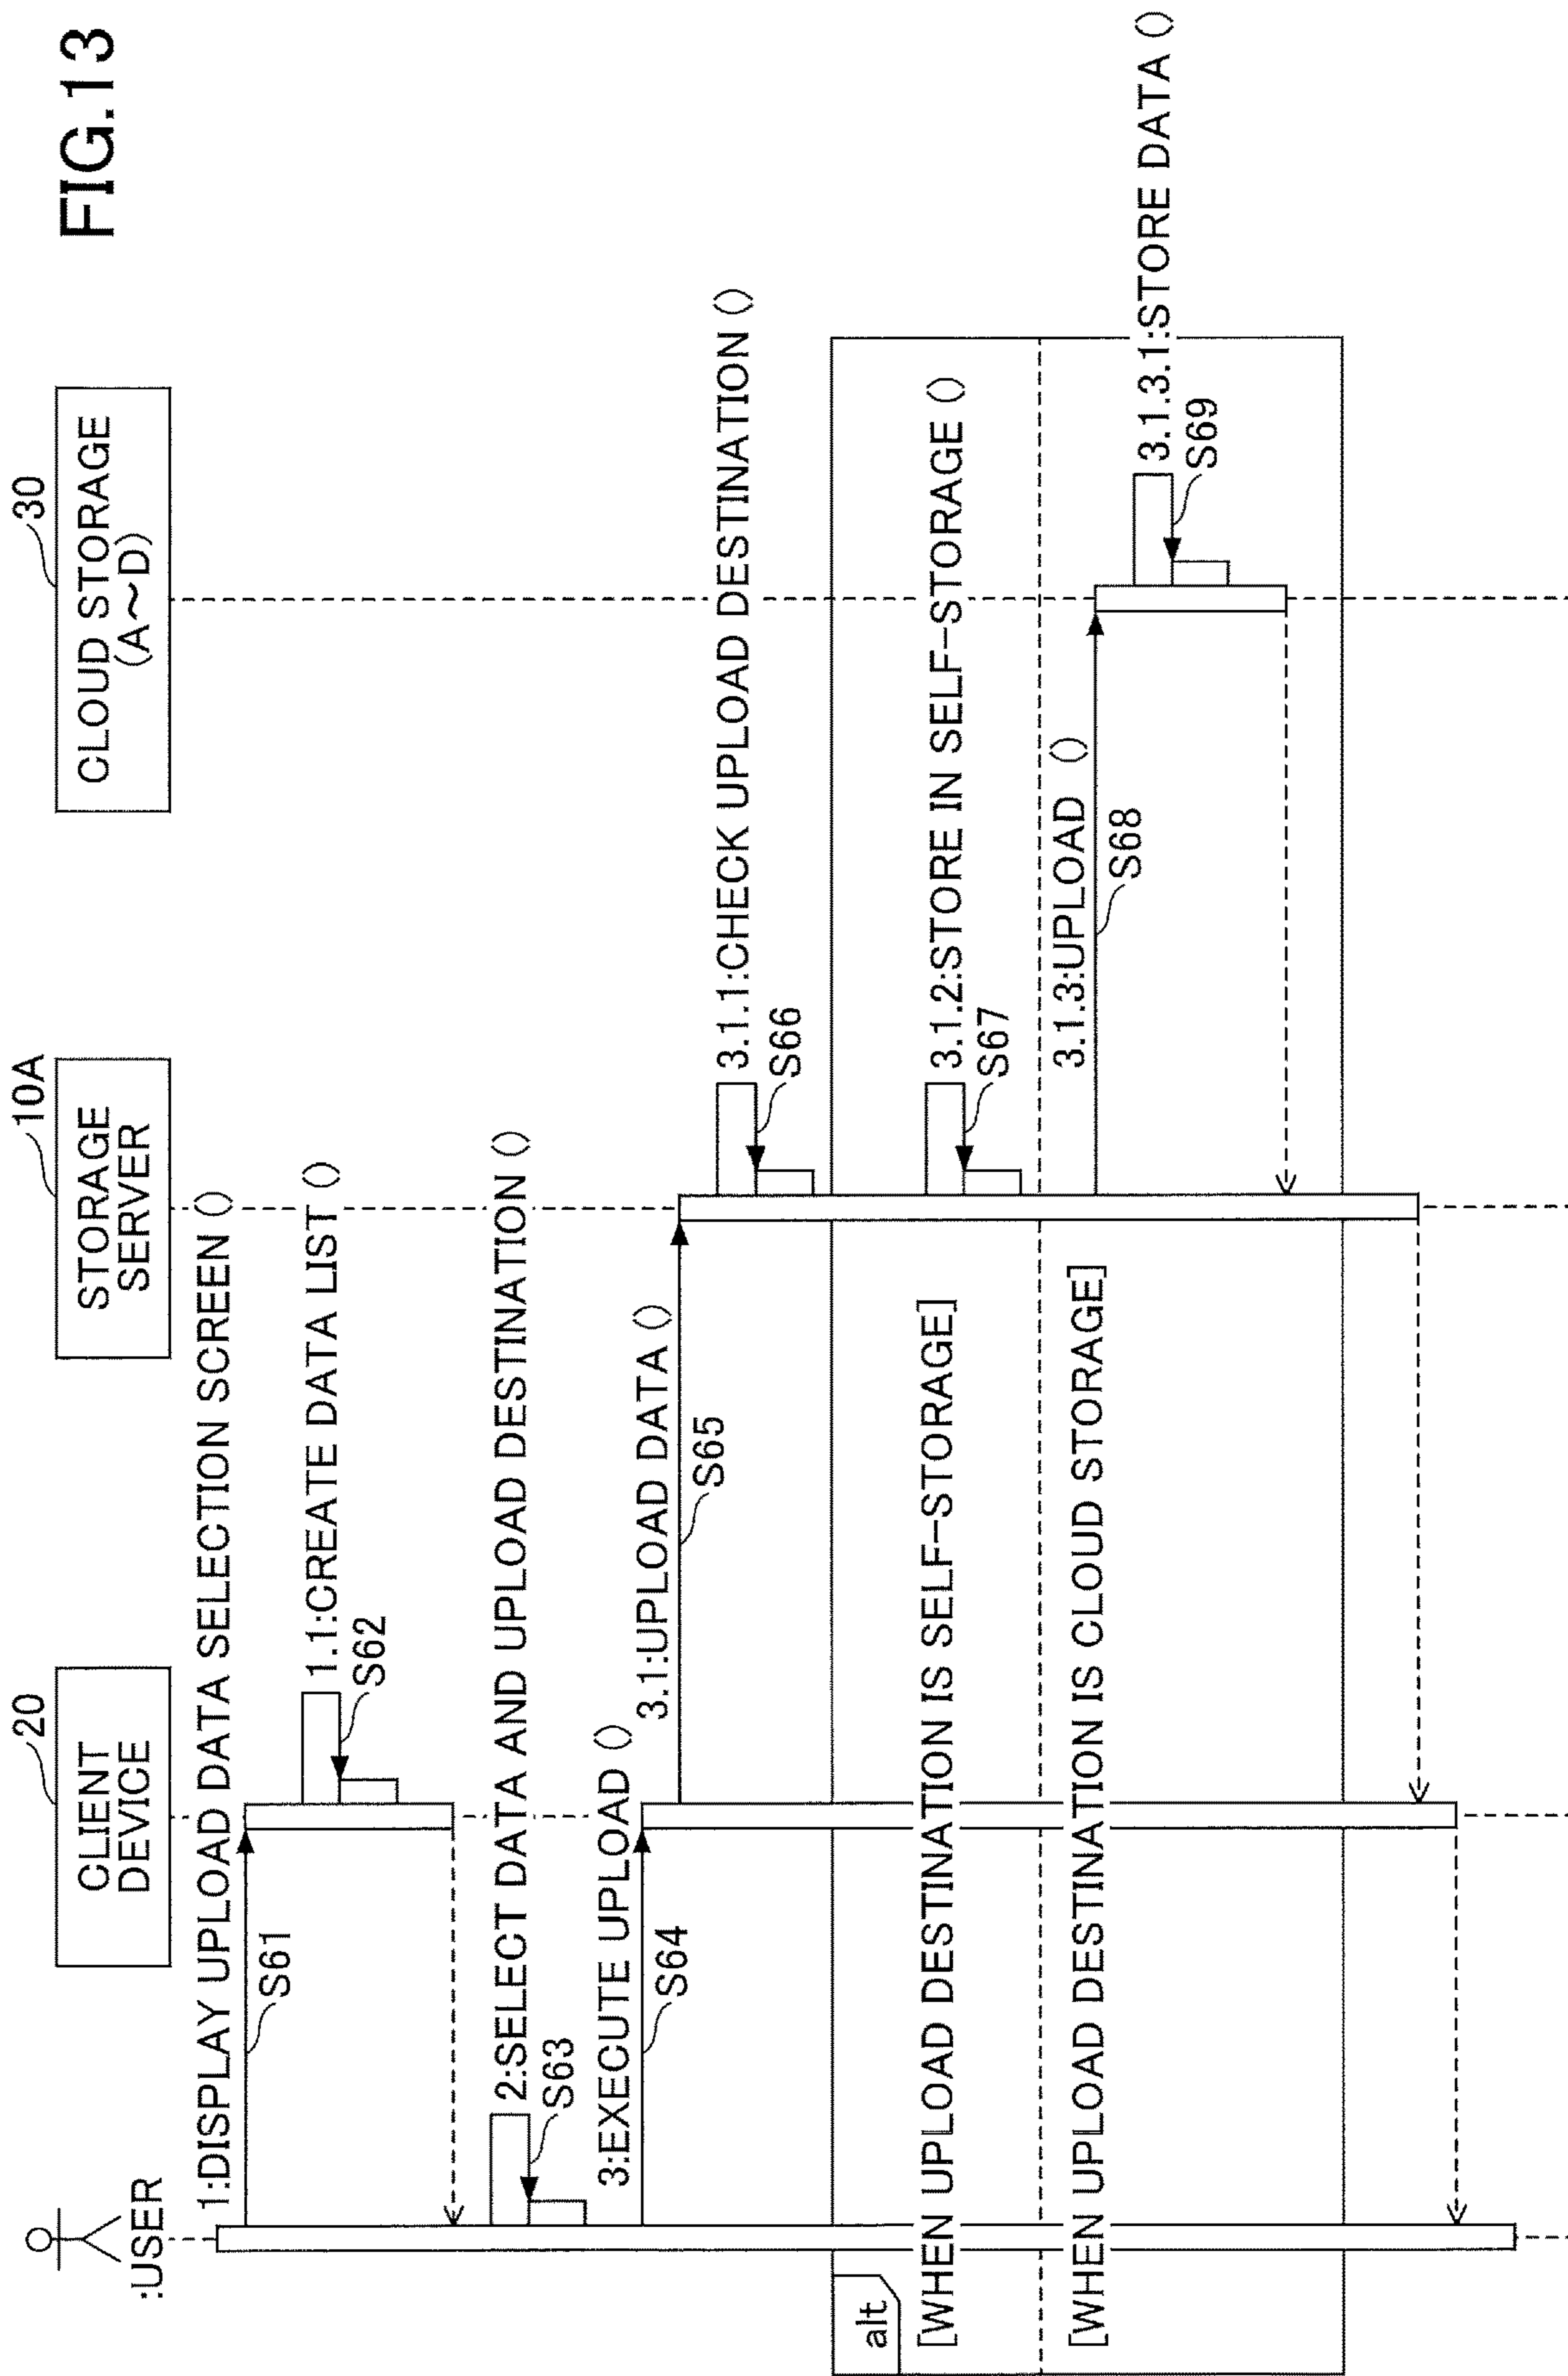 FIG.13
:USER
20
CLIENT
DEVICE
10A
STORAGE
SERVER
30
CLOUD STORAGE
(A~D)
1:DISPLAY UPLOAD DATA SELECTION SCREEN ()
S61
1.1:CREATE DATA LIST ()
S62
2:SELECT DATA AND UPLOAD DESTINATION ()
S63
3:EXECUTE UPLOAD ()
S64
3.1:UPLOAD DATA ()
S65
3.1.1:CHECK UPLOAD DESTINATION ()
S66
alt
[WHEN UPLOAD DESTINATION IS SELF-STORAGE]
3.1.2:STORE IN SELF-STORAGE ()
S67
[WHEN UPLOAD DESTINATION IS CLOUD STORAGE]
3.1.3:UPLOAD ()
S68
3.1.3.1:STORE DATA ()
S69